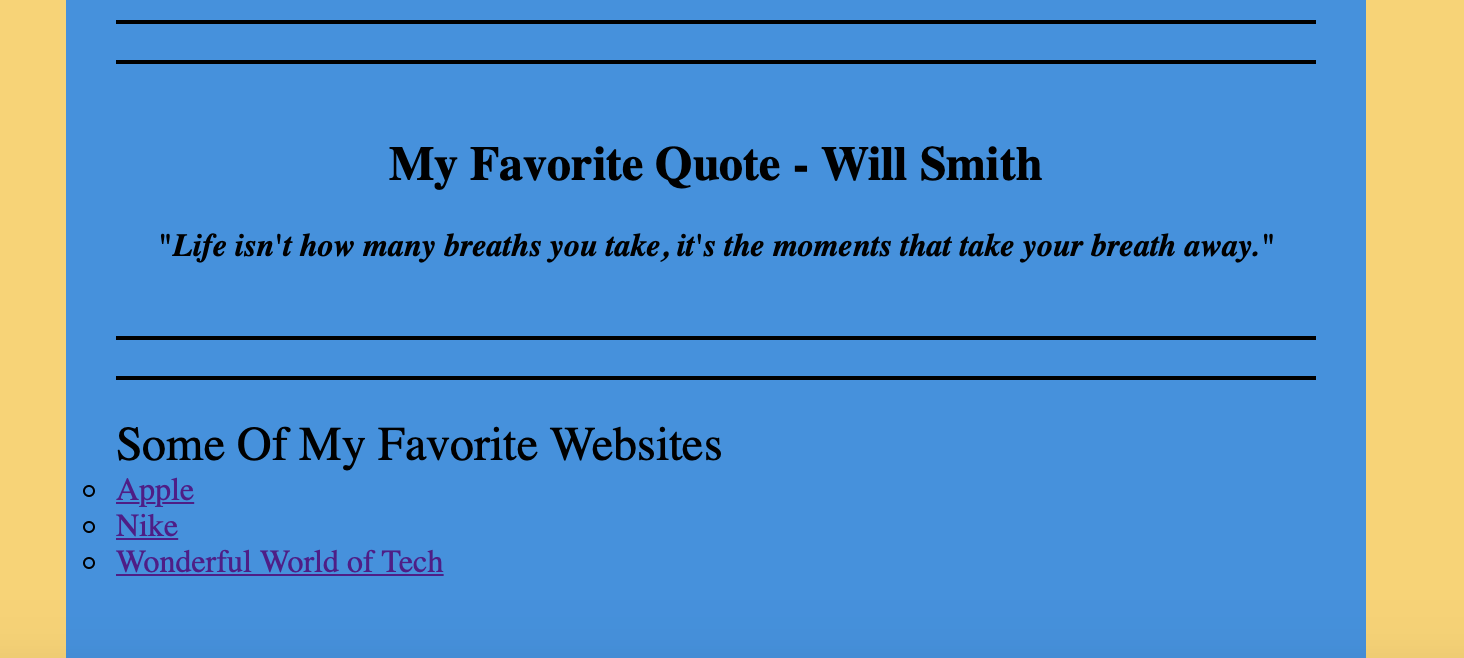 My Favorite Quote - Will Smith
"Life isn't how many breaths you take, it's the moments that take your breath away."
Some Of My Favorite Websites
Apple
Nike
Wonderful World of Tech